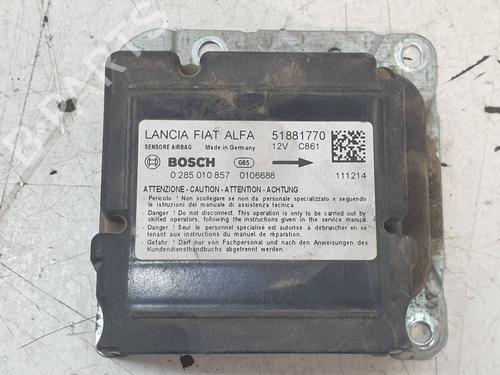 B-PARTS
LANCIA FIAT ALFA 51881770
SENSORE AIRBAG Made in Germany 12V C861
BOSCH 085
0 285 010 857 0106688 111214
ATTENZIONE - CAUTION - ATTENTION - ACHTUNG
- Pericolo ! Non scollegare se non da personale specializzato e seguendo
le istruzioni del manuale di assistenza tecnica.
- Danger ! Do not disconnect. This operation is only to be carried out by
skilled operators, following the instructions given in the service manual
- Danger ! Seul le personnel spécialisé est autorisé à débrancher en se
tenant aux instructions du manuel de réparation.
- Gefahr ! Darf nur von Fachpersonal und nach den Anweisungen des
Kundendiensthandbuches abgetrennt werden.